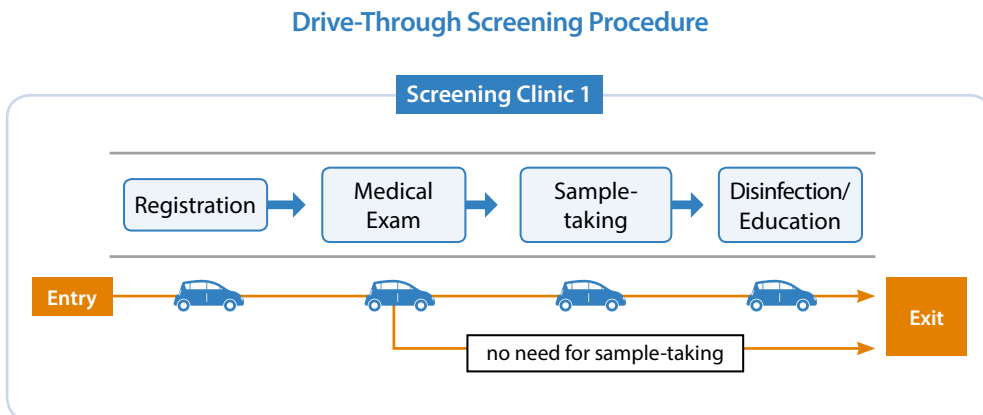 Drive-Through Screening Procedure
Screening Clinic 1
Registration
Medical
Exam
Sample-
taking
Disinfection/
Education
Entry
Exit
no need for sample-taking